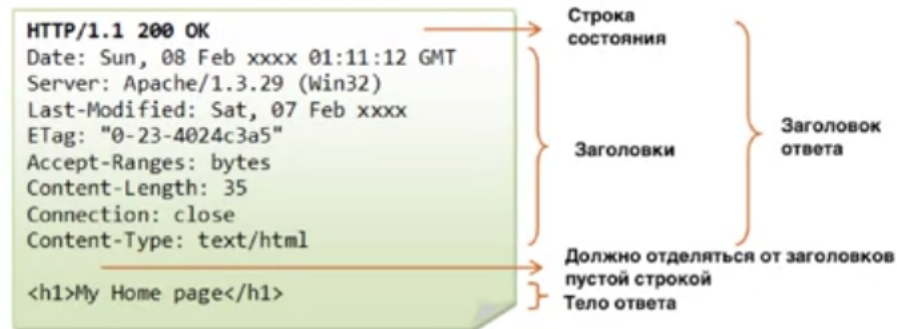 HTTP/1.1 200 OK
Date: Sun, 08 Feb xxxx 01:11:12 GMT
Server: Apache/1.3.29 (Win32)
Last-Modified: Sat, 07 Feb xxxx
ETag: "0-23-4024c3a5"
Accept-Ranges: bytes
Content-Length: 35
Connection: close
Content-Type: text/html
<h1>My Home page</h1>
Строка
состояния
Заголовки
Заголовок
ответа
Должно отделяться от заголовков
пустой строкой
Тело ответа